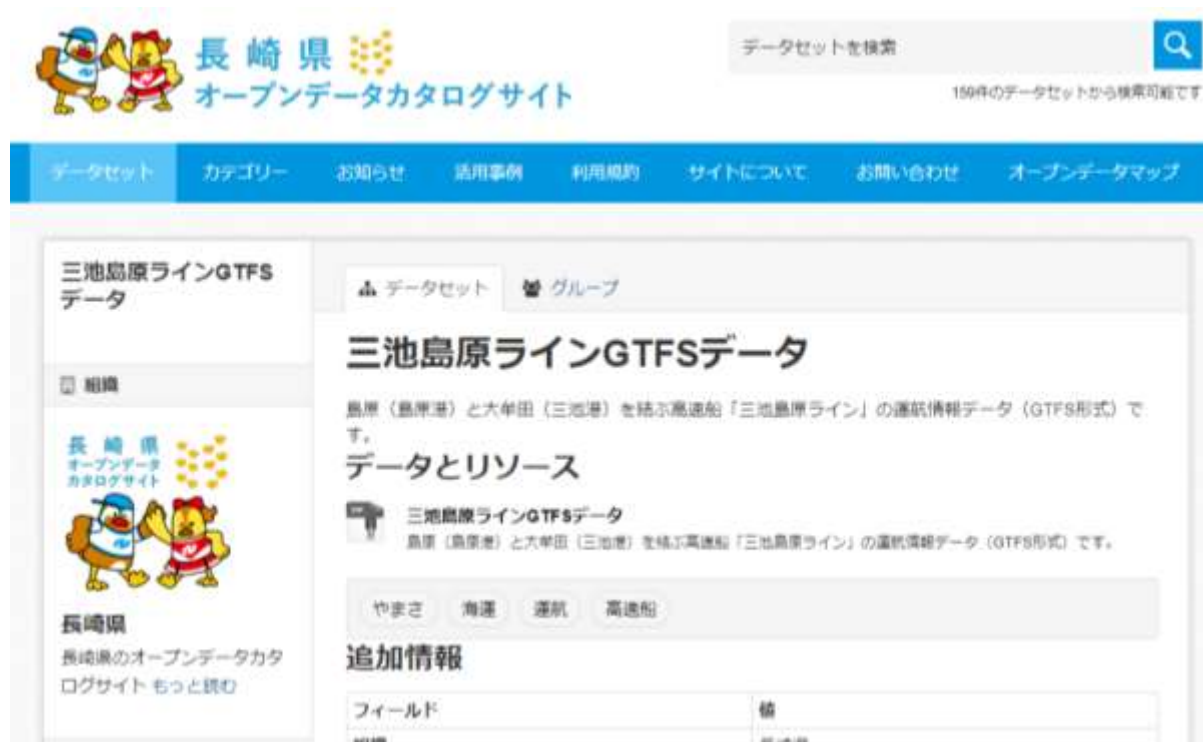 長崎県
オープンデータカタログサイト
データセットを検索
159件のデータセットから検索可能です
データセット カテゴリー お知らせ 活用事例 利用規約 サイトについて お問い合わせ オープンデータマップ
三池島原ラインGTFS
データ
組織
長崎県
オープンデータ
カタログサイト
長崎県
長崎県のオープンデータカタ
ログサイト もっと読む
データセット グループ
三池島原ラインGTFSデータ
島原（島原港）と大牟田（三池港）を結ぶ高速船「三池島原ライン」の運航情報データ（GTFS形式）で
す。
データとリソース
三池島原ラインGTFSデータ
島原（島原港）と大牟田（三池港）を結ぶ高速船「三池島原ライン」の運航情報データ（GTFS形式）です。
やまさ 海運 運航 高速船
追加情報
フィールド 値